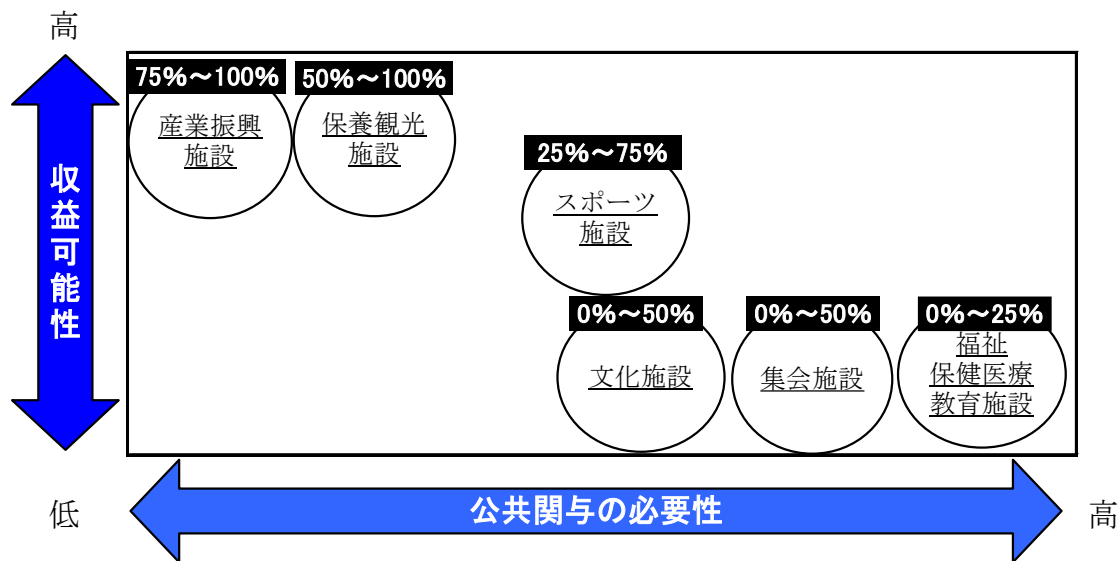 高
75%～100%
産業振興
施設
50%～100%
保養観光
施設
25%～75%
スポーツ
施設
収益可能性
0%～50%
文化施設
0%～50%
集会施設
0%～25%
福祉
保健医療
教育施設
低
公共関与の必要性
高